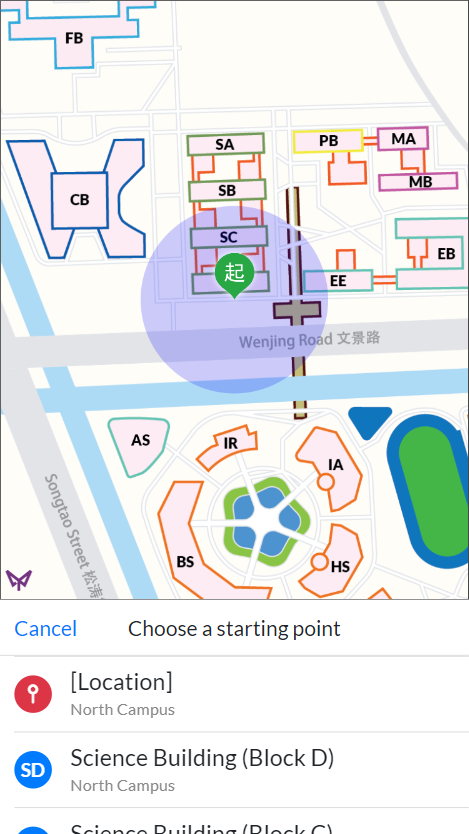 FB
SA
PB
MA
SB
MB
CB
SC
EB
起
EE
Wenjing Road 文景路
AS
IR
IA
Songtao Street 松涛
BS
HS
Cancel
Choose a starting point
[Location]
North Campus
SD
Science Building (Block D)
North Campus
Science Building (Block C)